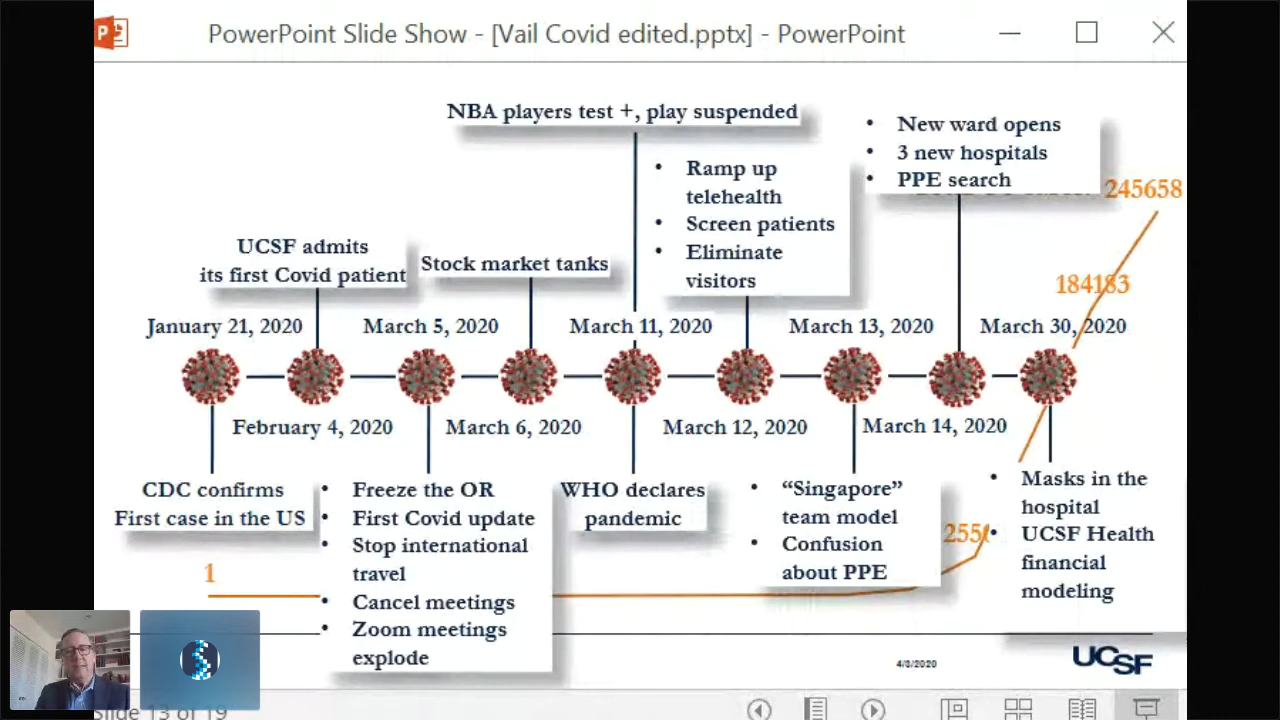 PowerPoint Slide Show - [Vail Covid edited.pptx] - PowerPoint
NBA players test +, play suspended
• New ward opens
• 3 new hospitals
• PPE search
245658
• Ramp up
telehealth
• Screen patients
• Eliminate
visitors
UCSF admits
its first Covid patient
Stock market tanks
184183
January 21, 2020
March 5, 2020
March 11, 2020
March 13, 2020
March 30, 2020
February 4, 2020
March 6, 2020
March 12, 2020
March 14, 2020
CDC confirms
First case in the US
• Freeze the OR
• First Covid update
• Stop international
travel
• Cancel meetings
• Zoom meetings
explode
WHO declares
pandemic
• “Singapore”
team model
• Confusion
about PPE
• Masks in the
hospital
• UCSF Health
financial
modeling
1
4/3/2020
UCSF
Slide 13 of 19